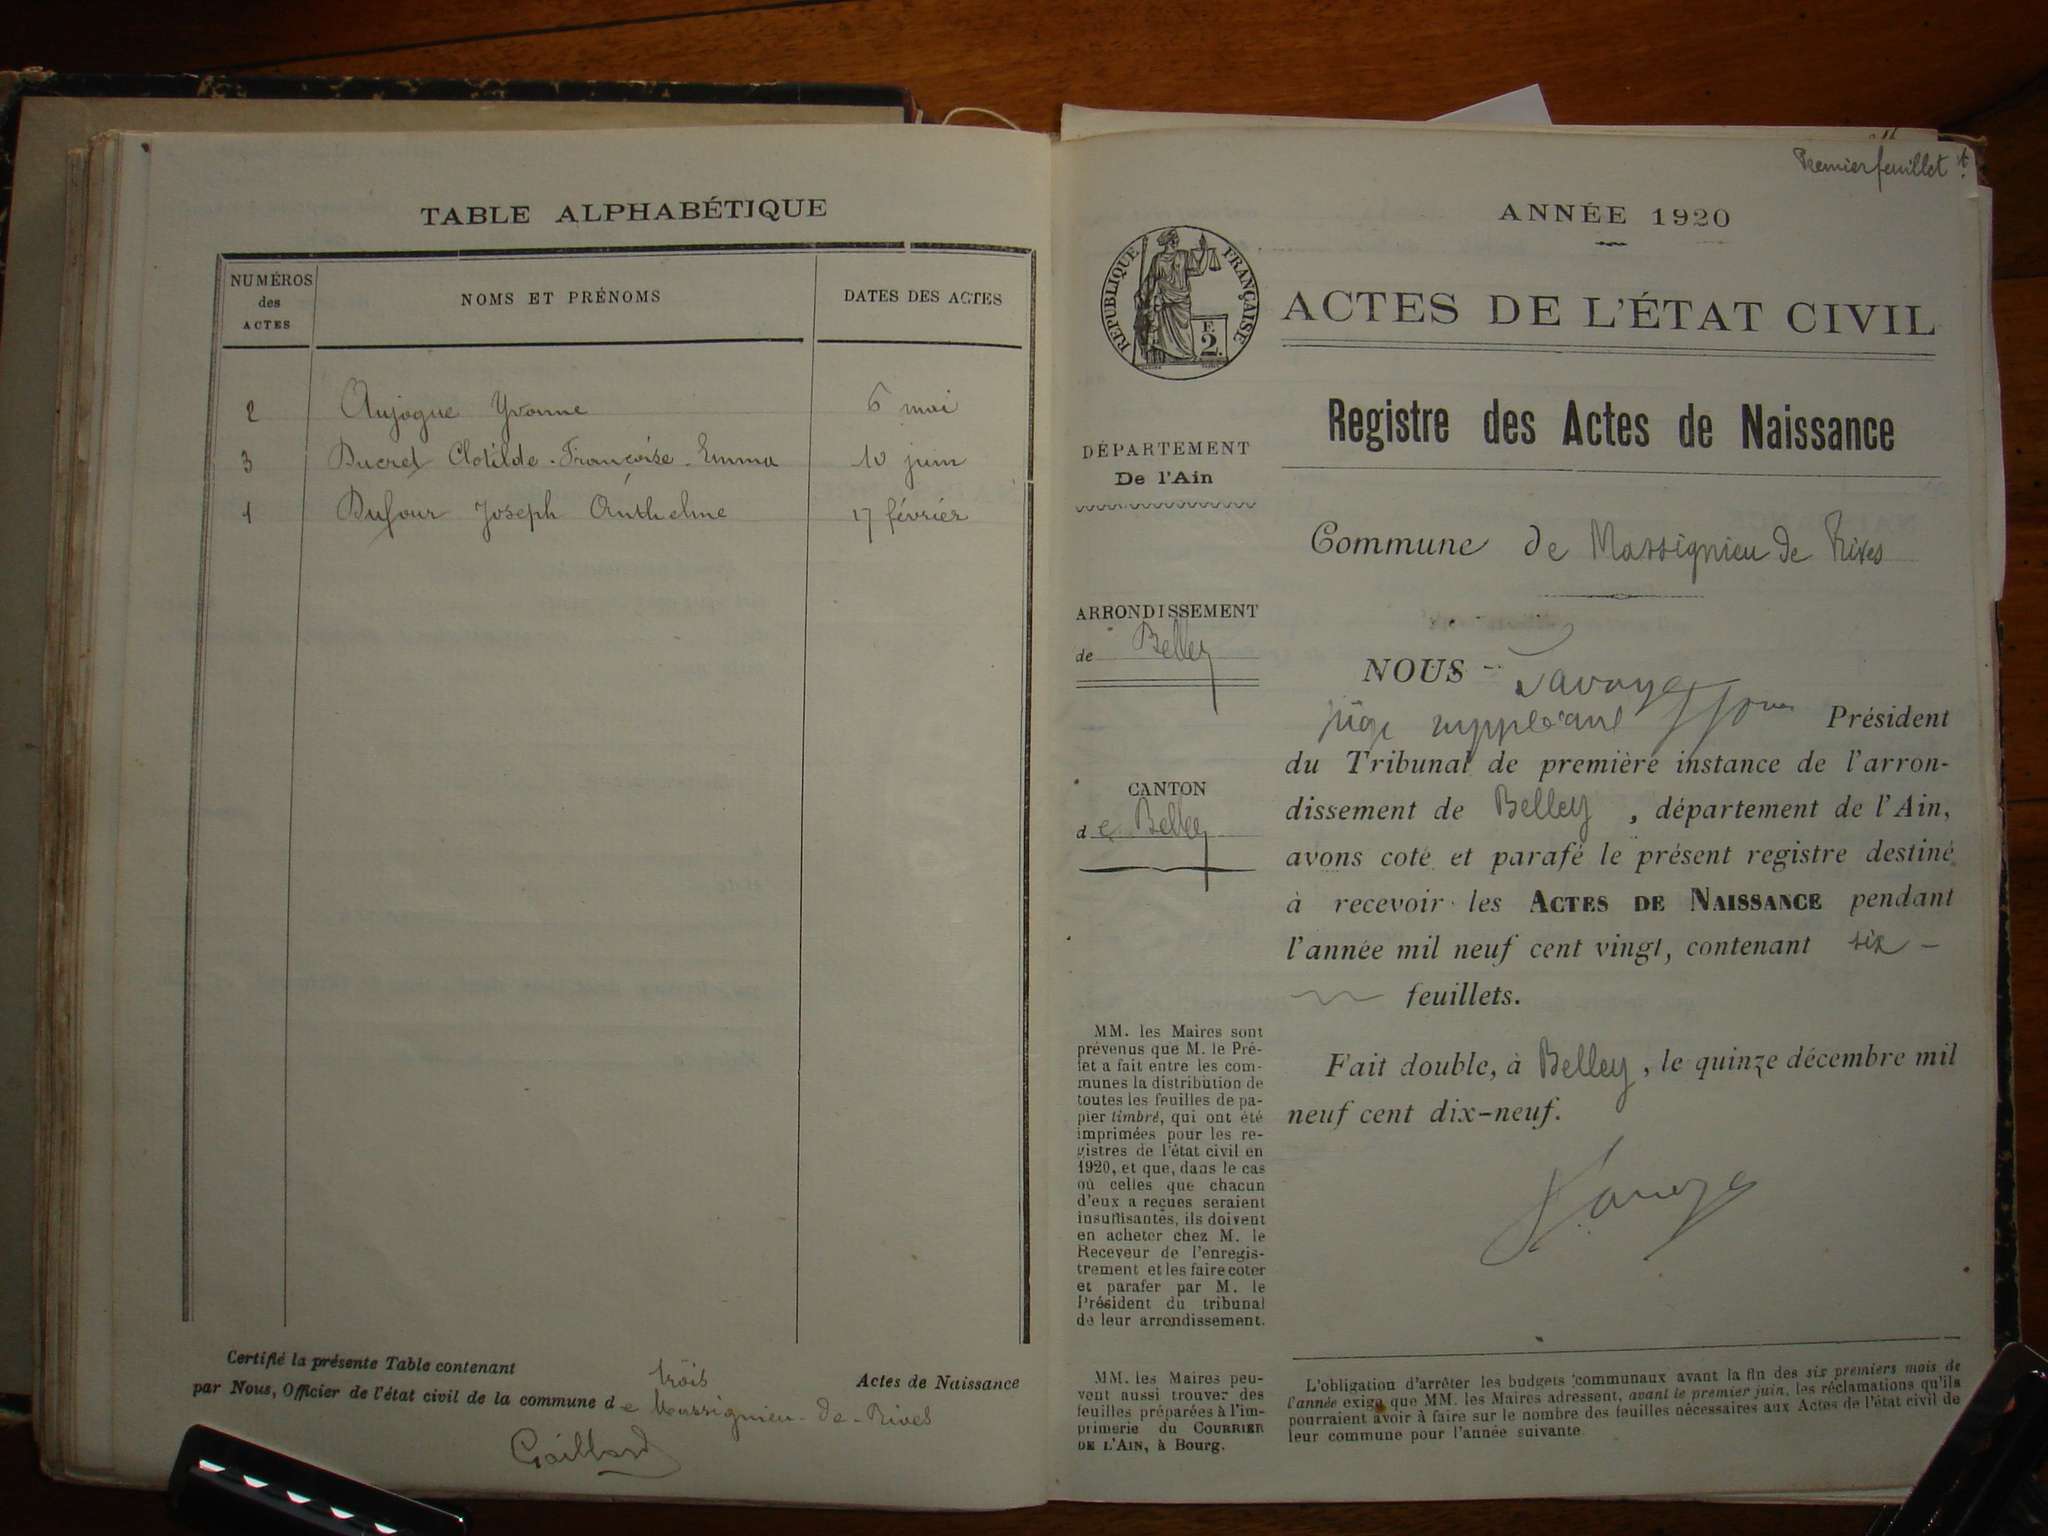 TABLE ALPHABÉTIQUE
NUMÉROS
des
ACTES
NOMS ET PRÉNOMS
DATES DES ACTES
2 Aujogue Yvonne 6 mai
3 Ducret Clotilde-Françoise-Emma 10 juin
1 Dufour Joseph Anthelme 17 février
Certifié la présente Table contenant trois Actes de Naissance
par Nous, Officier de l'état civil de la commune de Massignieu-de-Rives
Gaillard
Premier feuillet
ANNÉE 1920
RÉPUBLIQUE FRANÇAISE
F.
2.
ACTES DE L'ÉTAT CIVIL
Registre des Actes de Naissance
DÉPARTEMENT
De l'Ain
Commune de Massignieu de Rives
ARRONDISSEMENT
de Belley
CANTON
de Belley
NOUS Savoye
juge suppléant Président
du Tribunal de première instance de l'arron-
dissement de Belley, département de l'Ain,
avons coté et parafé le présent registre destiné
à recevoir les ACTES DE NAISSANCE pendant
l'année mil neuf cent vingt, contenant six
feuillets.
Fait double, à Belley, le quinze décembre mil
neuf cent dix-neuf.
Savoye
MM. les Maires sont
prévenus que M. le Pré-
fet a fait entre les com-
munes la distribution de
toutes les feuilles de pa-
pier timbré, qui ont été
imprimées pour les re-
gistres de l'état civil en
1920, et que, dans le cas
où celles que chacun
d'eux a reçues seraient
insuffisantes, ils doivent
en acheter chez M. le
Receveur de l'enregis-
trement et les faire coter
et parafer par M. le
Président du tribunal
de leur arrondissement.
MM. les Maires peu-
vent aussi trouver des
feuilles préparées à l'im-
primerie du COURRIER
DE L'AIN, à Bourg.
L'obligation d'arrêter les budgets communaux avant la fin des six premiers mois de
l'année exige que MM. les Maires adressent, avant le premier juin, les réclamations qu'ils
pourraient avoir à faire sur le nombre des feuilles nécessaires aux Actes de l'état civil de
leur commune pour l'année suivante